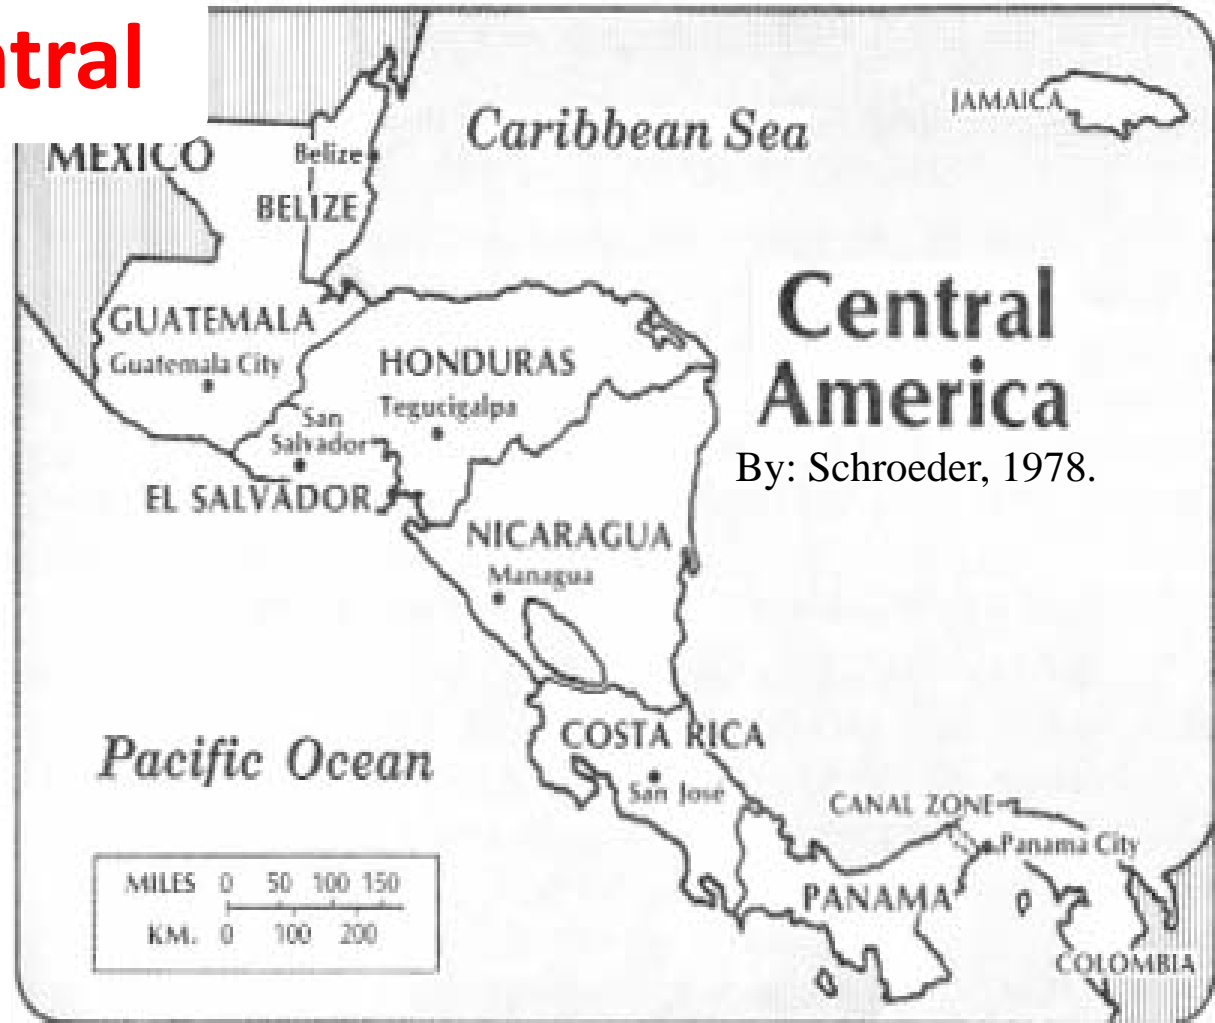 ntral
JAMAICA
Caribbean Sea
MEXICO
Belize
BELIZE
Central
America
By: Schroeder, 1978.
GUATEMALA
Guatemala City
HONDURAS
Tegucigalpa
San
Salvador
EL SALVADOR
NICARAGUA
Managua
COSTA RICA
San José
Pacific Ocean
CANAL ZONE
Panama City
PANAMA
COLOMBIA
MILES 0 50 100 150
KM. 0 100 200